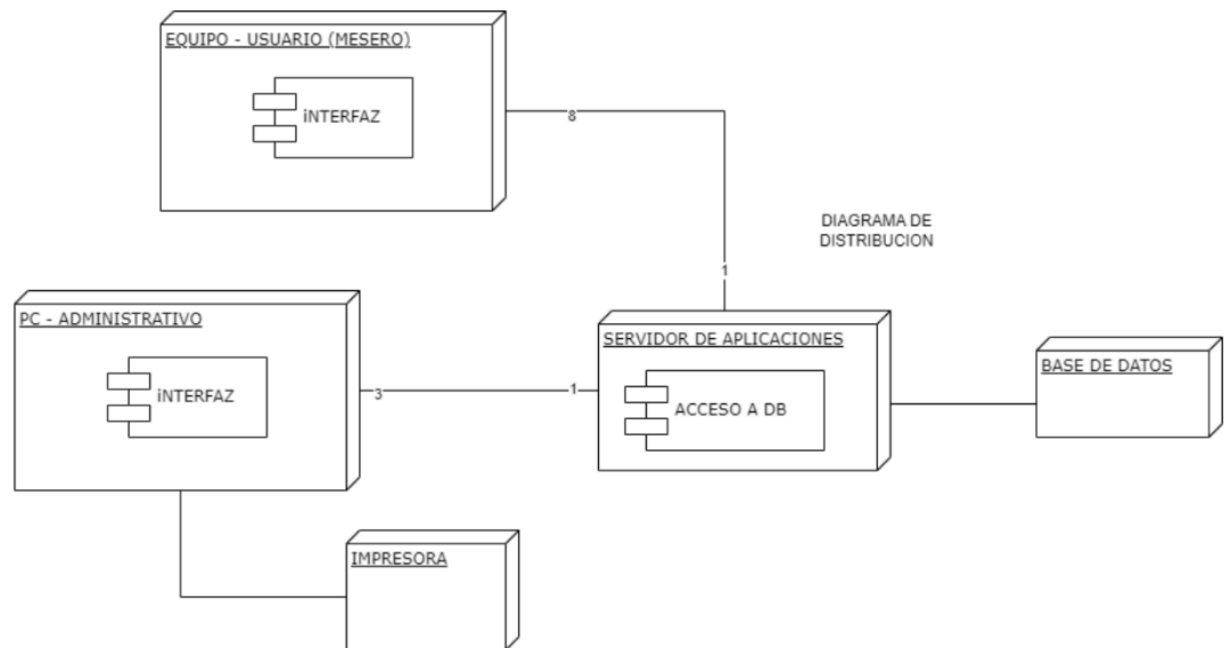 EQUIPO - USUARIO (MESERO)
iNTERFAZ
8
DIAGRAMA DE
DISTRIBUCION
1
PC - ADMINISTRATIVO
iNTERFAZ
3
1
SERVIDOR DE APLICACIONES
ACCESO A DB
BASE DE DATOS
IMPRESORA